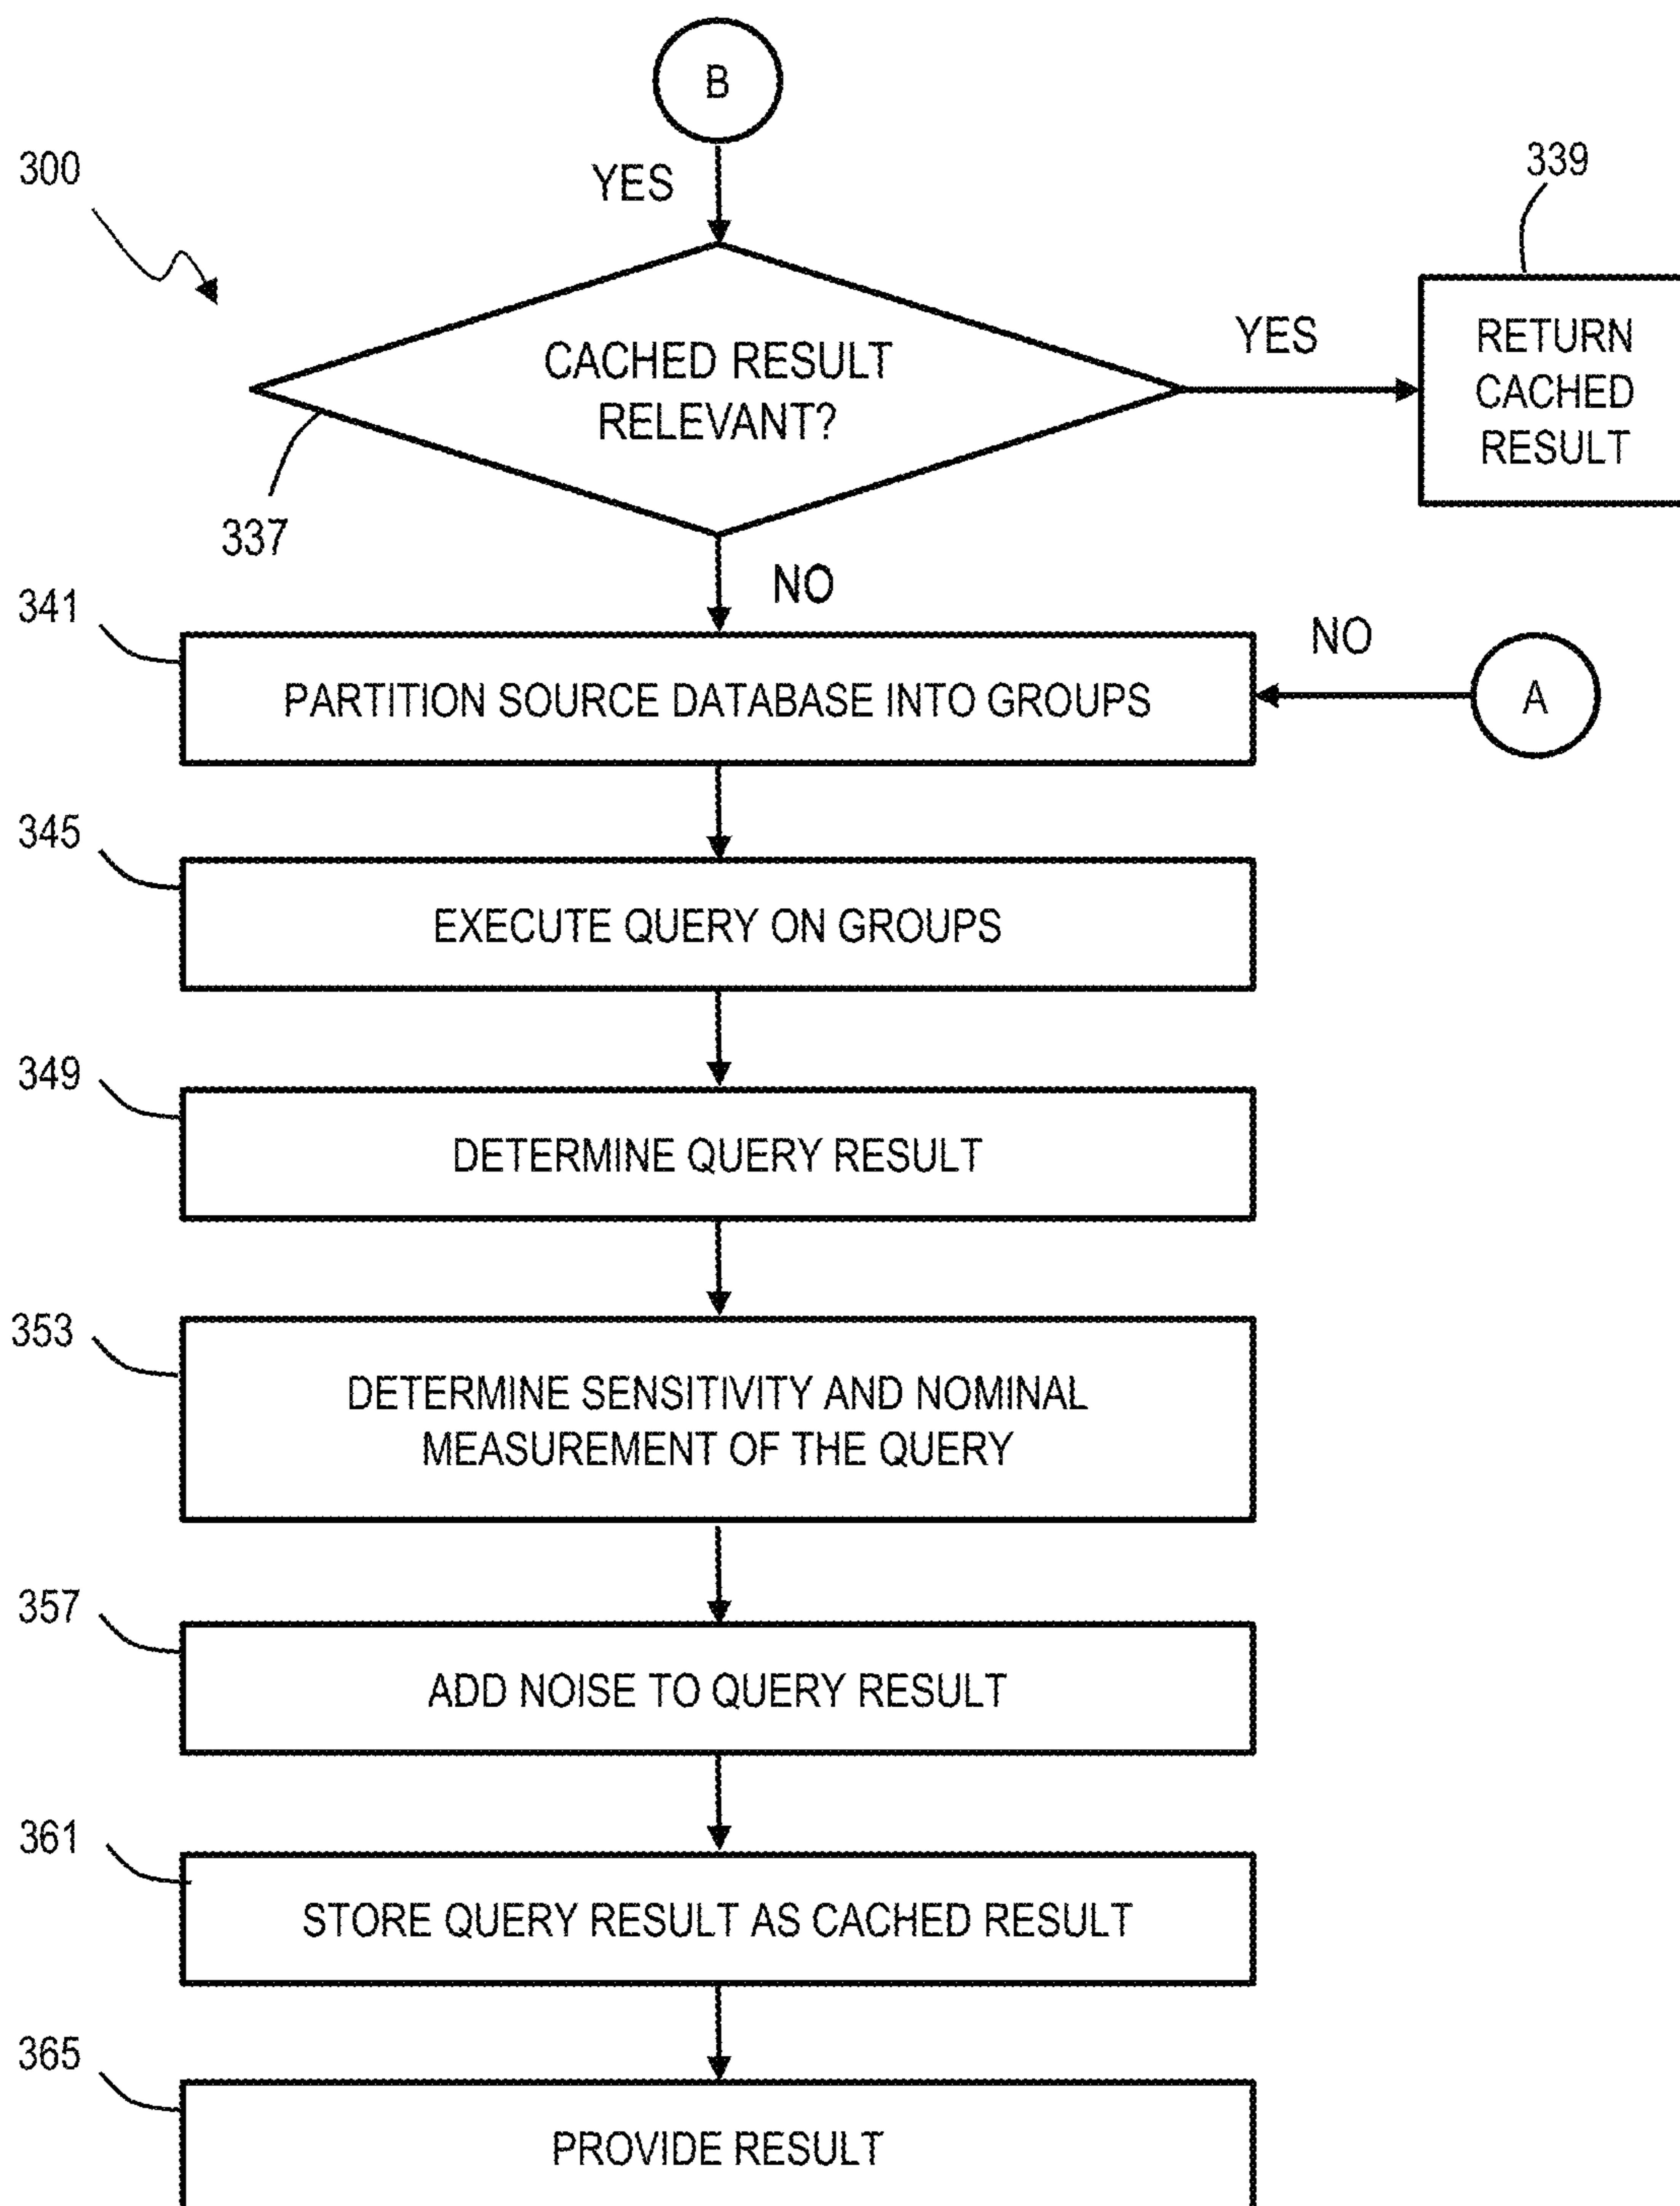 B
YES
300
339
CACHED RESULT
RELEVANT?
YES
RETURN
CACHED
RESULT
337
NO
341
NO
PARTITION SOURCE DATABASE INTO GROUPS
A
345
EXECUTE QUERY ON GROUPS
349
DETERMINE QUERY RESULT
353
DETERMINE SENSITIVITY AND NOMINAL
MEASUREMENT OF THE QUERY
357
ADD NOISE TO QUERY RESULT
361
STORE QUERY RESULT AS CACHED RESULT
365
PROVIDE RESULT